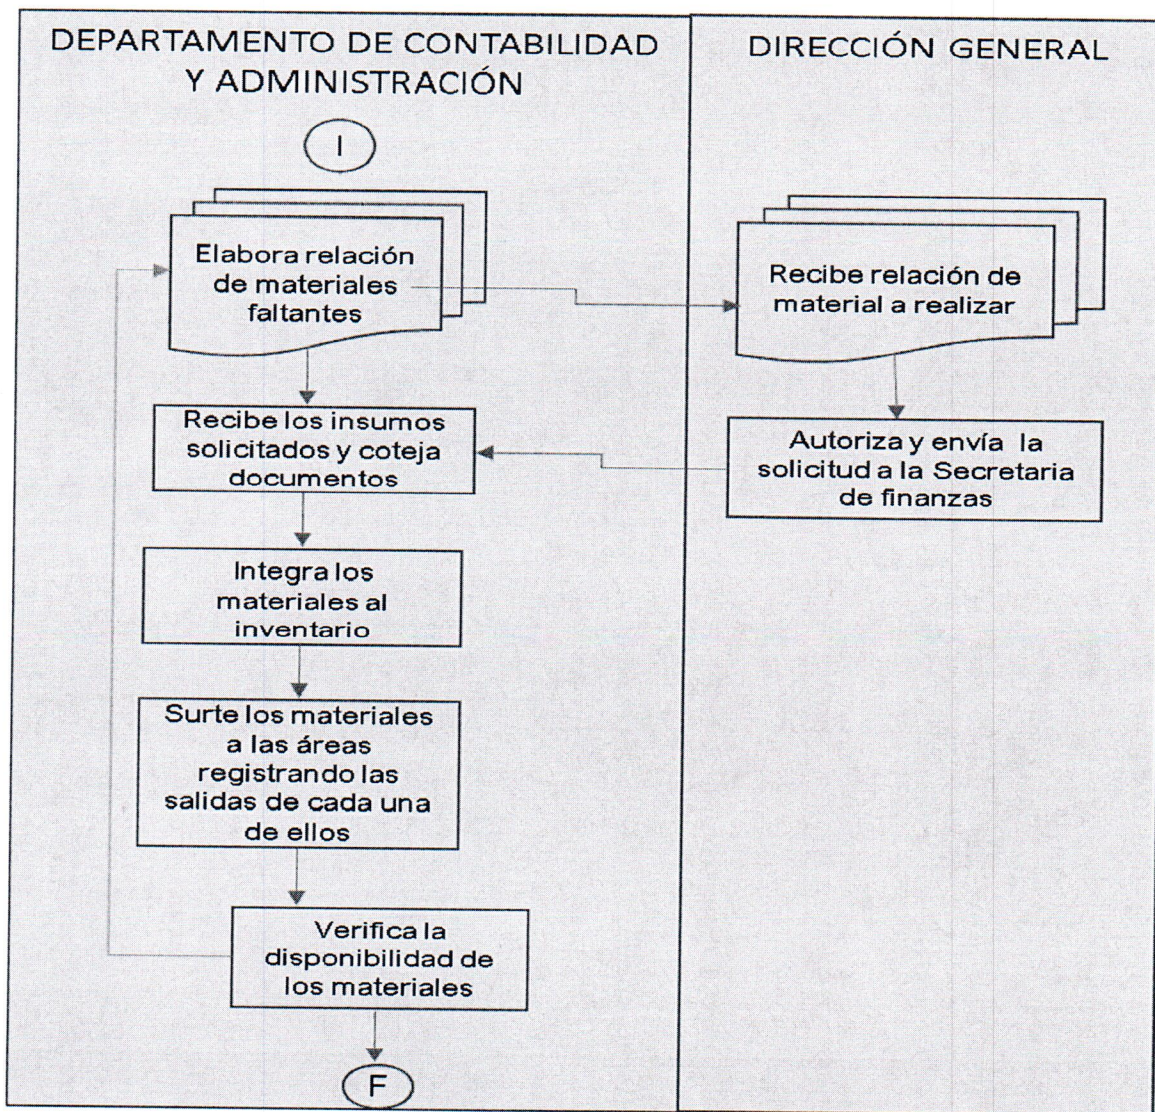 DEPARTAMENTO DE CONTABILIDAD
Y ADMINISTRACIÓN
DIRECCIÓN GENERAL
I
Elabora relación
de materiales
faltantes
Recibe relación de
material a realizar
Recibe los insumos
solicitados y coteja
documentos
Autoriza y envía la
solicitud a la Secretaria
de finanzas
Integra los
materiales al
inventario
Surte los materiales
a las áreas
registrando las
salidas de cada una
de ellos
Verifica la
disponibilidad de
los materiales
F